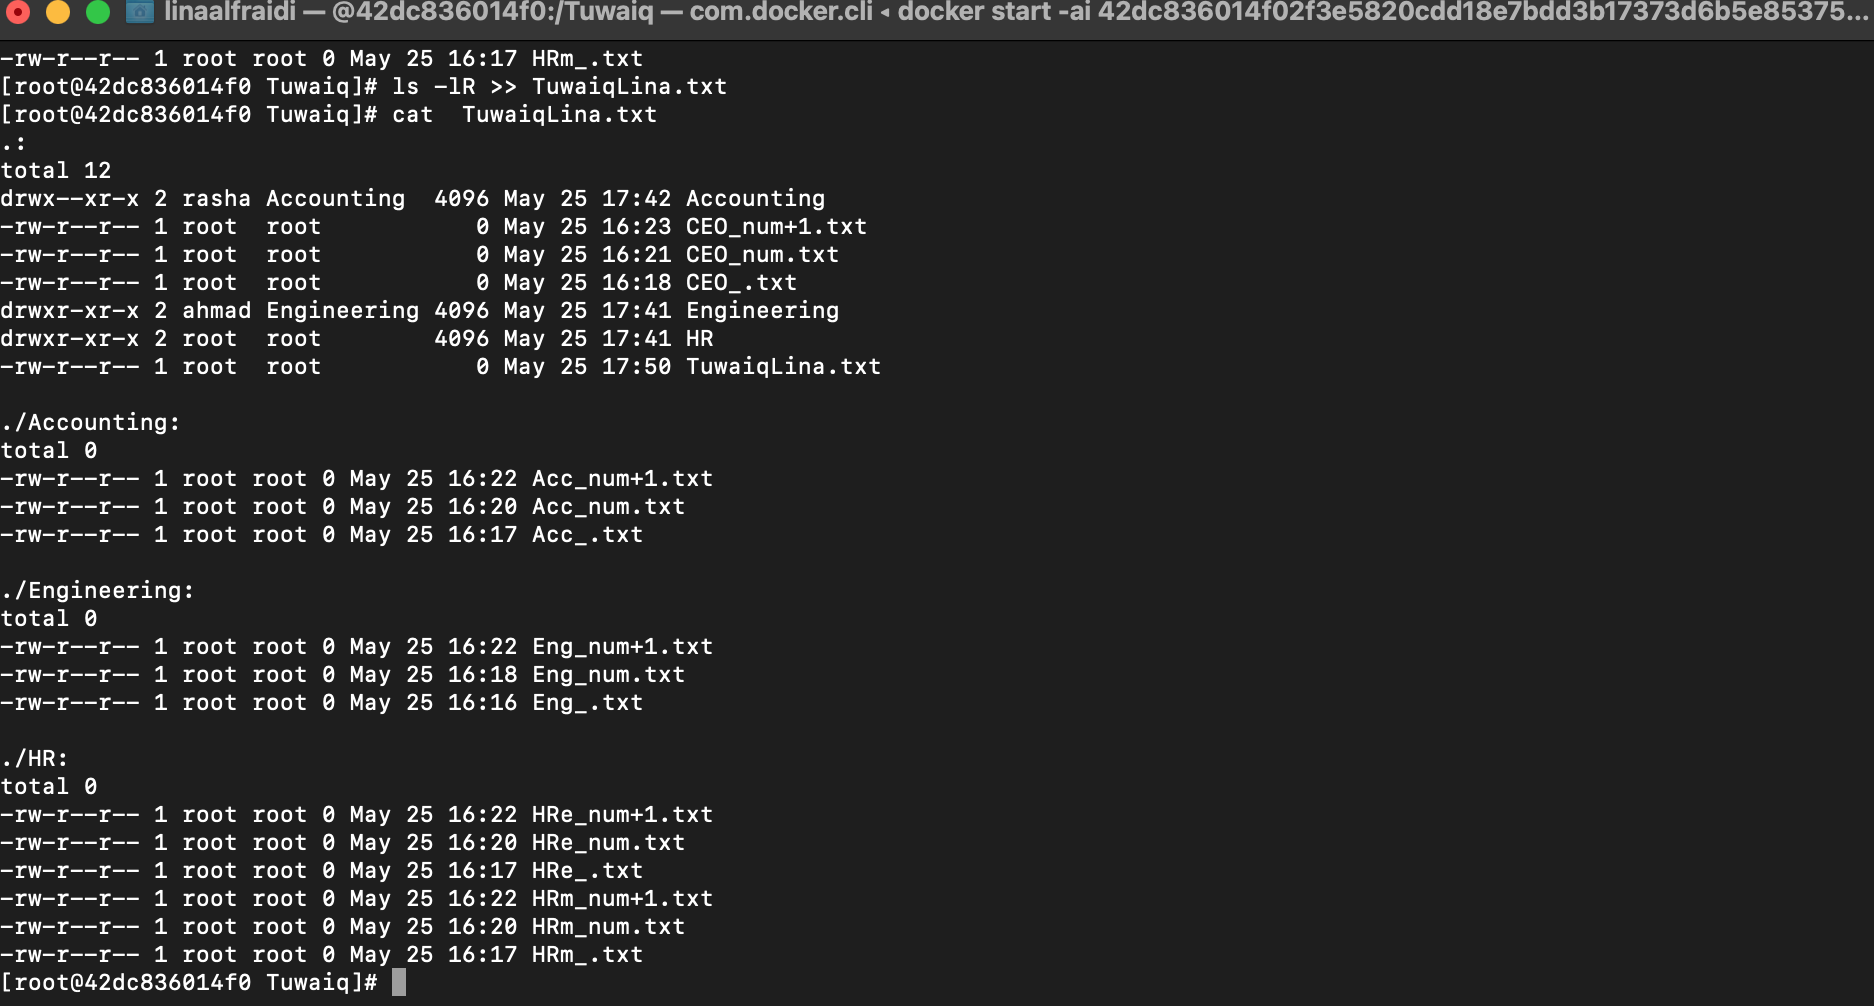 linaalfraidi — @42dc836014f0:/Tuwaiq — com.docker.cli ◂ docker start -ai 42dc836014f02f3e5820cdd18e7bdd3b17373d6b5e85375...
-rw-r--r-- 1 root root 0 May 25 16:17 HRm_.txt
[root@42dc836014f0 Tuwaiq]# ls -lR >> TuwaiqLina.txt
[root@42dc836014f0 Tuwaiq]# cat  TuwaiqLina.txt
.:
total 12
drwx--xr-x 2 rasha Accounting  4096 May 25 17:42 Accounting
-rw-r--r-- 1 root  root           0 May 25 16:23 CEO_num+1.txt
-rw-r--r-- 1 root  root           0 May 25 16:21 CEO_num.txt
-rw-r--r-- 1 root  root           0 May 25 16:18 CEO_.txt
drwxr-xr-x 2 ahmad Engineering 4096 May 25 17:41 Engineering
drwxr-xr-x 2 root  root        4096 May 25 17:41 HR
-rw-r--r-- 1 root  root           0 May 25 17:50 TuwaiqLina.txt

./Accounting:
total 0
-rw-r--r-- 1 root root 0 May 25 16:22 Acc_num+1.txt
-rw-r--r-- 1 root root 0 May 25 16:20 Acc_num.txt
-rw-r--r-- 1 root root 0 May 25 16:17 Acc_.txt

./Engineering:
total 0
-rw-r--r-- 1 root root 0 May 25 16:22 Eng_num+1.txt
-rw-r--r-- 1 root root 0 May 25 16:18 Eng_num.txt
-rw-r--r-- 1 root root 0 May 25 16:16 Eng_.txt

./HR:
total 0
-rw-r--r-- 1 root root 0 May 25 16:22 HRe_num+1.txt
-rw-r--r-- 1 root root 0 May 25 16:20 HRe_num.txt
-rw-r--r-- 1 root root 0 May 25 16:17 HRe_.txt
-rw-r--r-- 1 root root 0 May 25 16:22 HRm_num+1.txt
-rw-r--r-- 1 root root 0 May 25 16:20 HRm_num.txt
-rw-r--r-- 1 root root 0 May 25 16:17 HRm_.txt
[root@42dc836014f0 Tuwaiq]#